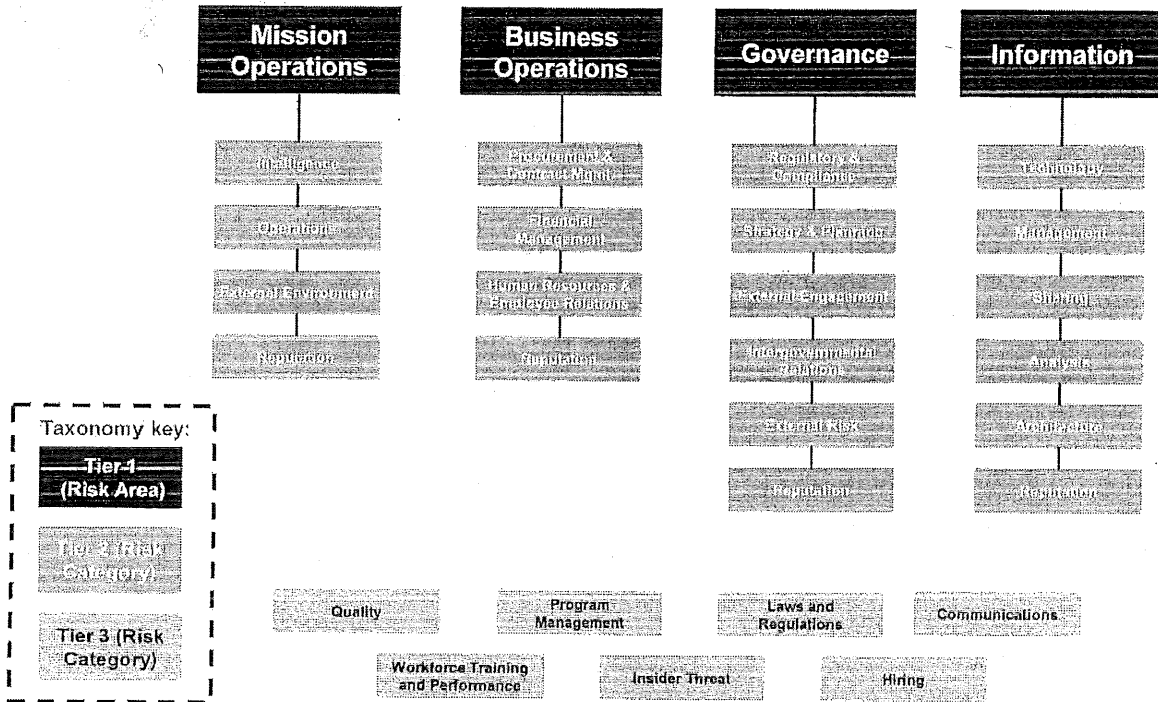 Mission
Operations
Business
Operations
Governance
Information
Intelligence
Operations
External Environment
Reputation
Procurement &
Contract Mgmt
Financial
Management
Human Resources &
Employee Relations
Reputation
Regulatory &
Compliance
Strategy & Planning
External Engagement
Intergovernmental
Relations
External Risk
Reputation
Technology
Management
Sharing
Analysis
Architecture
Reputation
Taxonomy key:
Tier 1
(Risk Area)
Tier 2 (Risk
Category)
Tier 3 (Risk
Category)
Quality
Program
Management
Laws and
Regulations
Communications
Workforce Training
and Performance
Insider Threat
Hiring